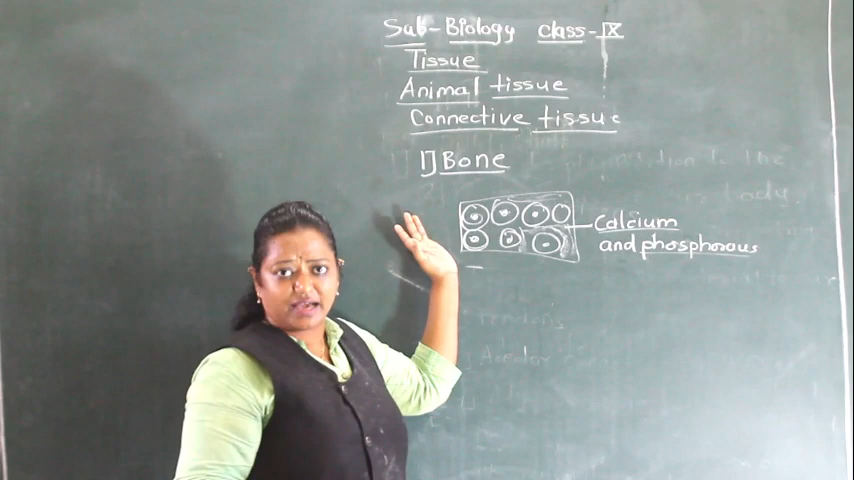 Sub-Biology class-IX
Tissue
Animal tissue
Connective tissue
1] Bone
Calcium
and phosphorous